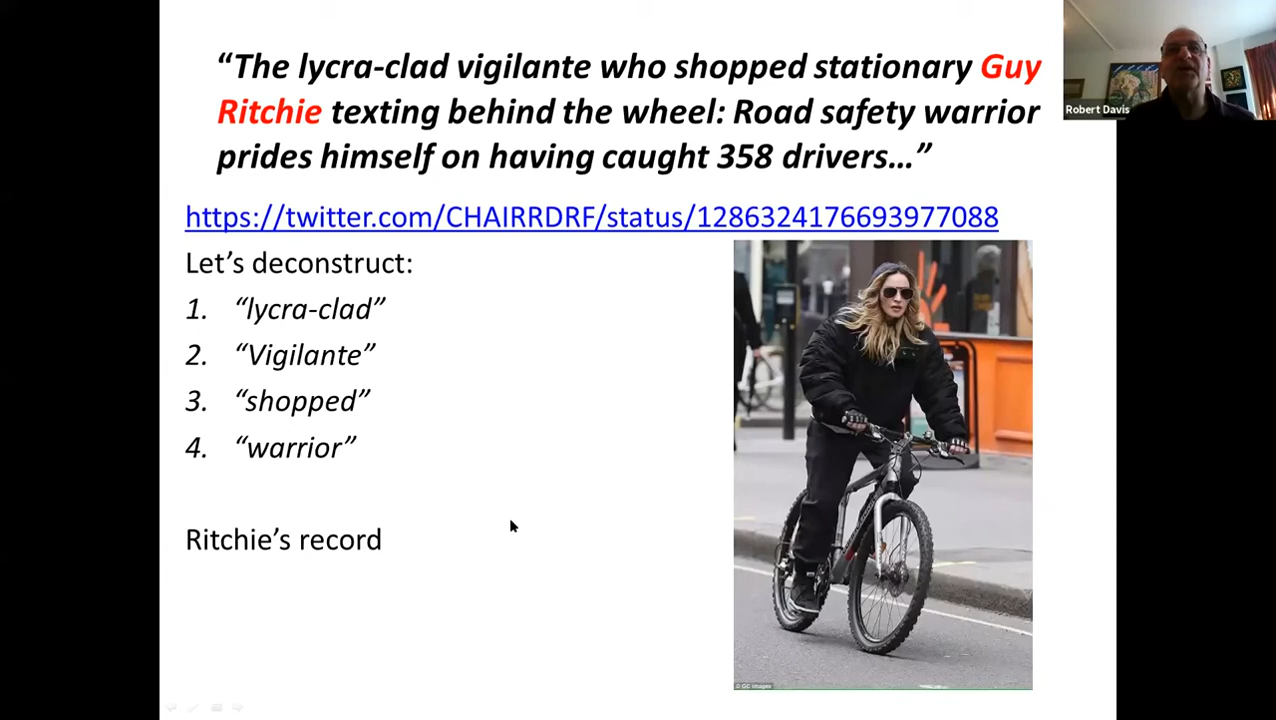 “The lycra-clad vigilante who shopped stationary Guy
Ritchie texting behind the wheel: Road safety warrior
prides himself on having caught 358 drivers…”
Robert Davis
https://twitter.com/CHAIRRDRF/status/1286324176693977088
Let’s deconstruct:
1. “lycra-clad”
2. “Vigilante”
3. “shopped”
4. “warrior”
Ritchie’s record
© GC Images